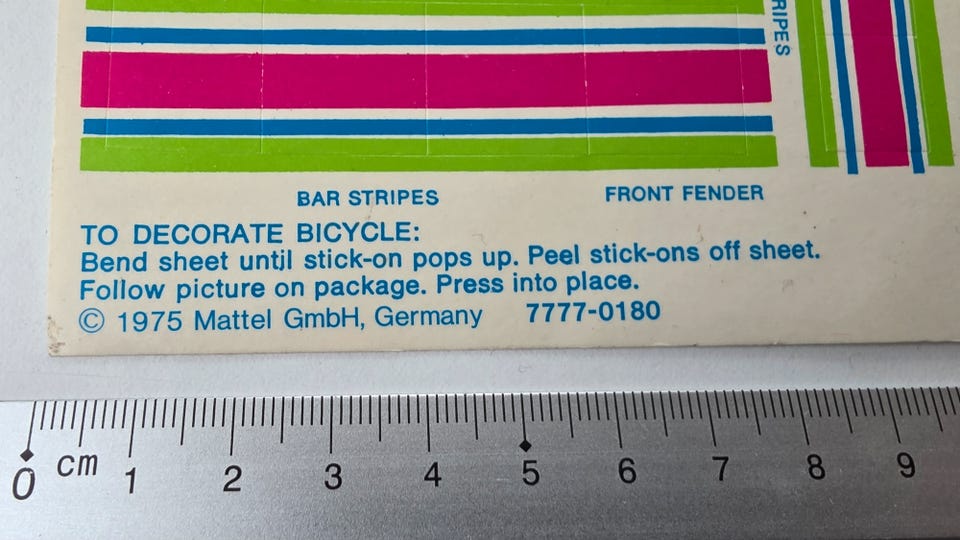 RIPES
BAR STRIPES FRONT FENDER
TO DECORATE BICYCLE:
Bend sheet until stick-on pops up. Peel stick-ons off sheet.
Follow picture on package. Press into place.
© 1975 Mattel GmbH, Germany 7777-0180
0 cm 1 2 3 4 5 6 7 8 9